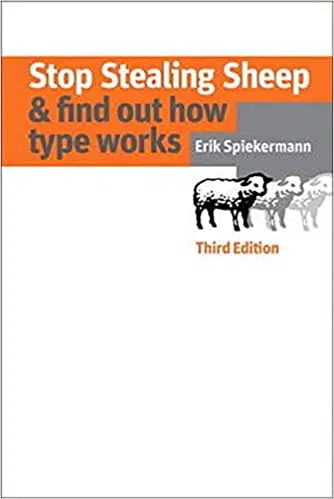 Stop Stealing Sheep
& find out how
type works
Erik Spiekermann
Third Edition